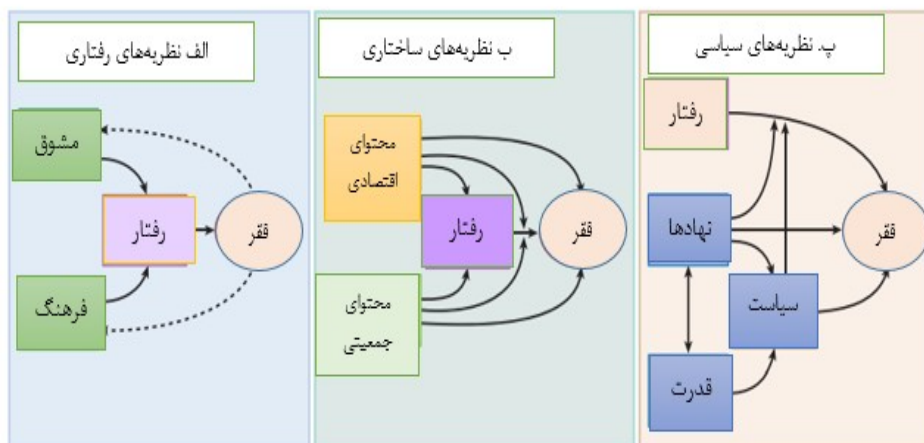 الف نظریه‌های رفتاری
مشوق
رفتار
فقر
فرهنگ
ب نظریه‌های ساختاری
محتوای
اقتصادی
رفتار
فقر
محتوای
جمعیتی
پ. نظریه‌های سیاسی
رفتار
نهادها
فقر
سیاست
قدرت